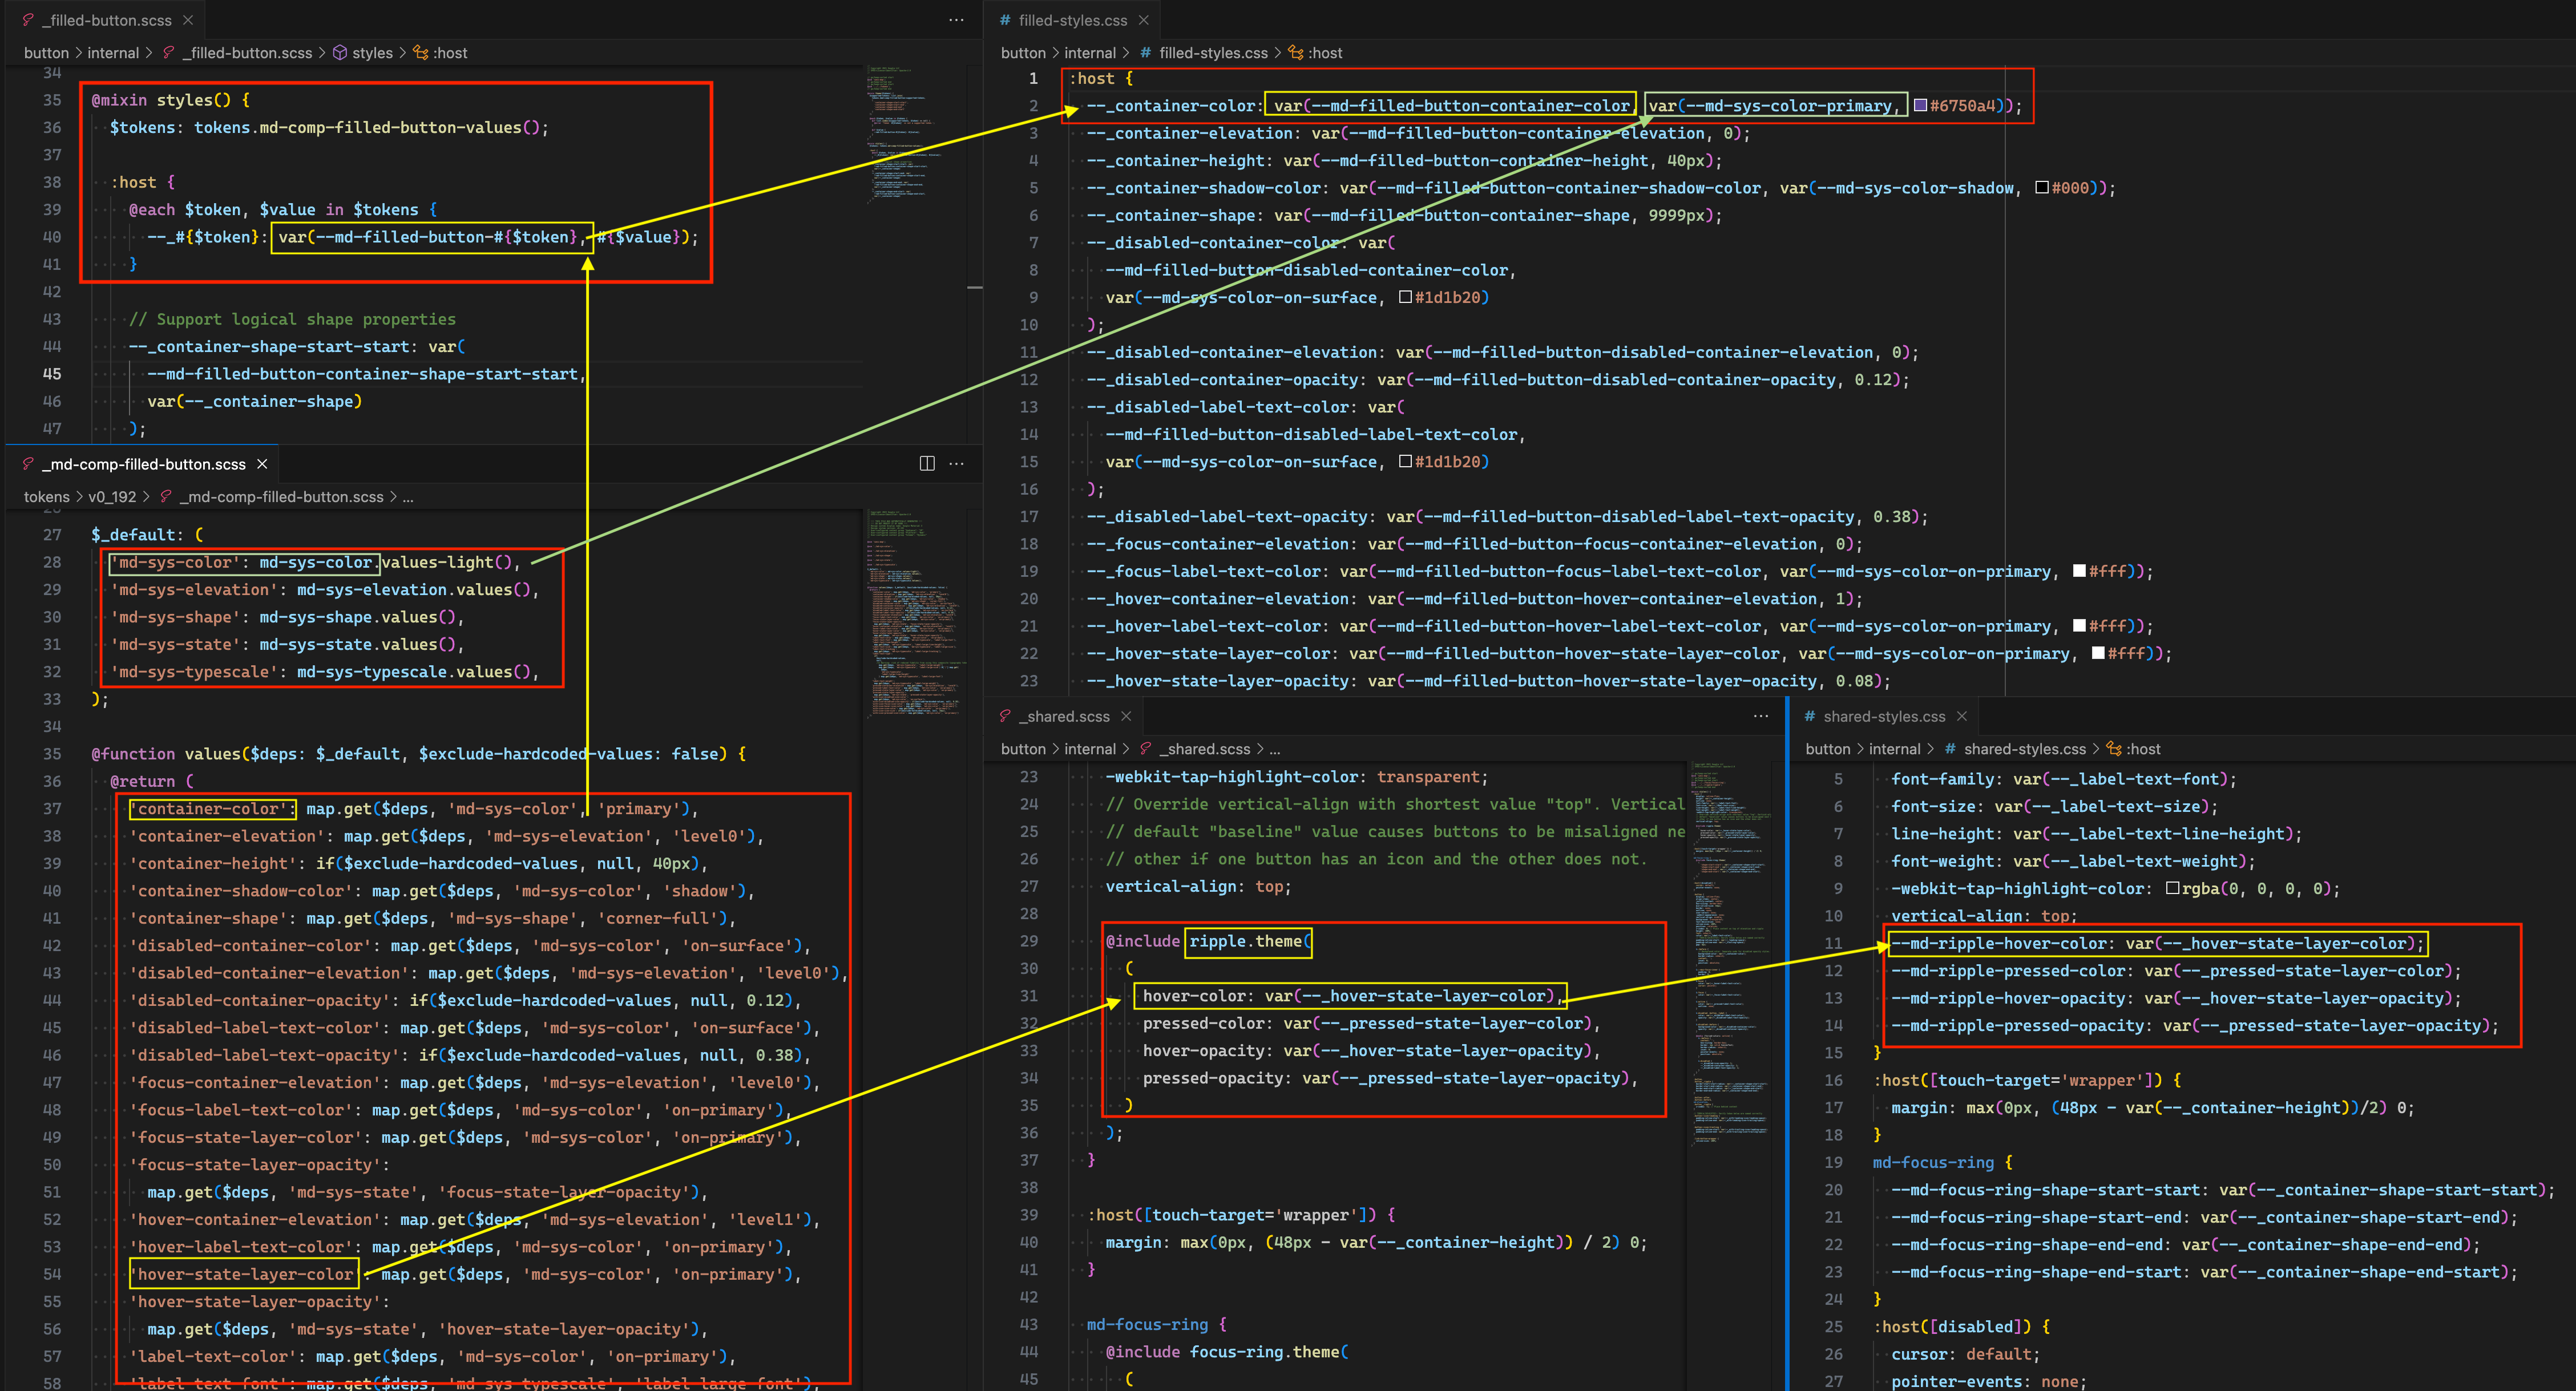 _filled-button.scss
button > internal > _filled-button.scss > styles > :host
34
35 @mixin styles() {
36 $tokens: tokens.md-comp-filled-button-values();
37
38 :host {
39 @each $token, $value in $tokens {
40 --_#{$token}: var(--md-filled-button-#{$token}, #{$value});
41 }
42
43 // Support logical shape properties
44 --_container-shape-start-start: var(
45 --md-filled-button-container-shape-start-start,
46 var(--_container-shape)
47 );
_md-comp-filled-button.scss
tokens > v0_192 > _md-comp-filled-button.scss > ...
27 $_default: (
28 'md-sys-color': md-sys-color.values-light(),
29 'md-sys-elevation': md-sys-elevation.values(),
30 'md-sys-shape': md-sys-shape.values(),
31 'md-sys-state': md-sys-state.values(),
32 'md-sys-typescale': md-sys-typescale.values(),
33 );
34
35 @function values($deps: $_default, $exclude-hardcoded-values: false) {
36 @return (
37 'container-color': map.get($deps, 'md-sys-color', 'primary'),
38 'container-elevation': map.get($deps, 'md-sys-elevation', 'level0'),
39 'container-height': if($exclude-hardcoded-values, null, 40px),
40 'container-shadow-color': map.get($deps, 'md-sys-color', 'shadow'),
41 'container-shape': map.get($deps, 'md-sys-shape', 'corner-full'),
42 'disabled-container-color': map.get($deps, 'md-sys-color', 'on-surface'),
43 'disabled-container-elevation': map.get($deps, 'md-sys-elevation', 'level0'),
44 'disabled-container-opacity': if($exclude-hardcoded-values, null, 0.12),
45 'disabled-label-text-color': map.get($deps, 'md-sys-color', 'on-surface'),
46 'disabled-label-text-opacity': if($exclude-hardcoded-values, null, 0.38),
47 'focus-container-elevation': map.get($deps, 'md-sys-elevation', 'level0'),
48 'focus-label-text-color': map.get($deps, 'md-sys-color', 'on-primary'),
49 'focus-state-layer-color': map.get($deps, 'md-sys-color', 'on-primary'),
50 'focus-state-layer-opacity':
51 map.get($deps, 'md-sys-state', 'focus-state-layer-opacity'),
52 'hover-container-elevation': map.get($deps, 'md-sys-elevation', 'level1'),
53 'hover-label-text-color': map.get($deps, 'md-sys-color', 'on-primary'),
54 'hover-state-layer-color': map.get($deps, 'md-sys-color', 'on-primary'),
55 'hover-state-layer-opacity':
56 map.get($deps, 'md-sys-state', 'hover-state-layer-opacity'),
57 'label-text-color': map.get($deps, 'md-sys-color', 'on-primary'),
58 'label-text-font': map.get($deps, 'md-sys-typescale', 'label-large-font'),
filled-styles.css
button > internal > filled-styles.css > :host
1 :host {
2 --_container-color: var(--md-filled-button-container-color, var(--md-sys-color-primary, #6750a4));
3 --_container-elevation: var(--md-filled-button-container-elevation, 0);
4 --_container-height: var(--md-filled-button-container-height, 40px);
5 --_container-shadow-color: var(--md-filled-button-container-shadow-color, var(--md-sys-color-shadow, #000));
6 --_container-shape: var(--md-filled-button-container-shape, 9999px);
7 --_disabled-container-color: var(
8 --md-filled-button-disabled-container-color,
9 var(--md-sys-color-on-surface, #1d1b20)
10 );
11 --_disabled-container-elevation: var(--md-filled-button-disabled-container-elevation, 0);
12 --_disabled-container-opacity: var(--md-filled-button-disabled-container-opacity, 0.12);
13 --_disabled-label-text-color: var(
14 --md-filled-button-disabled-label-text-color,
15 var(--md-sys-color-on-surface, #1d1b20)
16 );
17 --_disabled-label-text-opacity: var(--md-filled-button-disabled-label-text-opacity, 0.38);
18 --_focus-container-elevation: var(--md-filled-button-focus-container-elevation, 0);
19 --_focus-label-text-color: var(--md-filled-button-focus-label-text-color, var(--md-sys-color-on-primary, #fff));
20 --_hover-container-elevation: var(--md-filled-button-hover-container-elevation, 1);
21 --_hover-label-text-color: var(--md-filled-button-hover-label-text-color, var(--md-sys-color-on-primary, #fff));
22 --_hover-state-layer-color: var(--md-filled-button-hover-state-layer-color, var(--md-sys-color-on-primary, #fff));
23 --_hover-state-layer-opacity: var(--md-filled-button-hover-state-layer-opacity, 0.08);
_shared.scss
button > internal > _shared.scss > ...
23 -webkit-tap-highlight-color: transparent;
24 // Override vertical-align with shortest value "top". Vertical
25 // default "baseline" value causes buttons to be misaligned ne
26 // other if one button has an icon and the other does not.
27 vertical-align: top;
28
29 @include ripple.theme(
30 (
31 hover-color: var(--_hover-state-layer-color),
32 pressed-color: var(--_pressed-state-layer-color),
33 hover-opacity: var(--_hover-state-layer-opacity),
34 pressed-opacity: var(--_pressed-state-layer-opacity),
35 )
36 );
37 }
38
39 :host([touch-target='wrapper']) {
40 margin: max(0px, (48px - var(--_container-height)) / 2) 0;
41 }
42
43 md-focus-ring {
44 @include focus-ring.theme(
45 (
shared-styles.css
button > internal > shared-styles.css > :host
5 font-family: var(--_label-text-font);
6 font-size: var(--_label-text-size);
7 line-height: var(--_label-text-line-height);
8 font-weight: var(--_label-text-weight);
9 -webkit-tap-highlight-color: rgba(0, 0, 0, 0);
10 vertical-align: top;
11 --md-ripple-hover-color: var(--_hover-state-layer-color);
12 --md-ripple-pressed-color: var(--_pressed-state-layer-color);
13 --md-ripple-hover-opacity: var(--_hover-state-layer-opacity);
14 --md-ripple-pressed-opacity: var(--_pressed-state-layer-opacity);
15 }
16 :host([touch-target='wrapper']) {
17 margin: max(0px, (48px - var(--_container-height))/2) 0;
18 }
19 md-focus-ring {
20 --md-focus-ring-shape-start-start: var(--_container-shape-start-start);
21 --md-focus-ring-shape-start-end: var(--_container-shape-start-end);
22 --md-focus-ring-shape-end-end: var(--_container-shape-end-end);
23 --md-focus-ring-shape-end-start: var(--_container-shape-end-start);
24 }
25 :host([disabled]) {
26 cursor: default;
27 pointer-events: none;